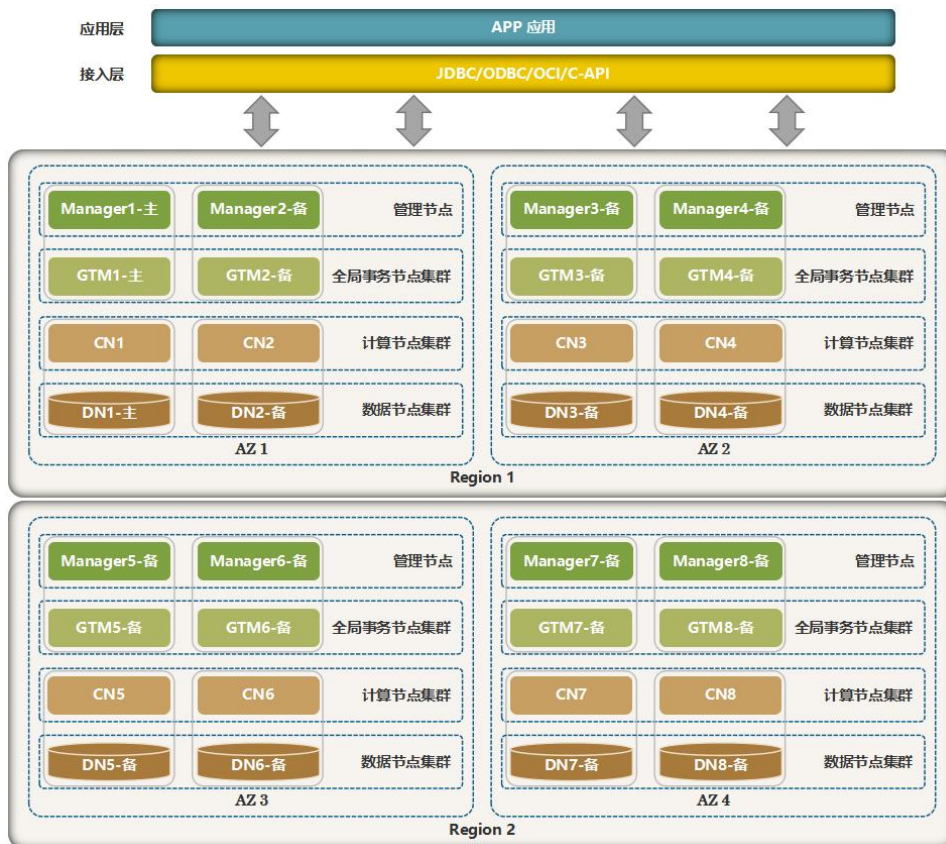 应用层 APP 应用
接入层 JDBC/ODBC/OCI/C-API
Manager1-主 Manager2-备 管理节点
GTM1-主 GTM2-备 全局事务节点集群
CN1 CN2 计算节点集群
DN1-主 DN2-备 数据节点集群
AZ 1
Manager3-备 Manager4-备 管理节点
GTM3-备 GTM4-备 全局事务节点集群
CN3 CN4 计算节点集群
DN3-备 DN4-备 数据节点集群
AZ 2
Region 1
Manager5-备 Manager6-备 管理节点
GTM5-备 GTM6-备 全局事务节点集群
CN5 CN6 计算节点集群
DN5-备 DN6-备 数据节点集群
AZ 3
Manager7-备 Manager8-备 管理节点
GTM7-备 GTM8-备 全局事务节点集群
CN7 CN8 计算节点集群
DN7-备 DN8-备 数据节点集群
AZ 4
Region 2